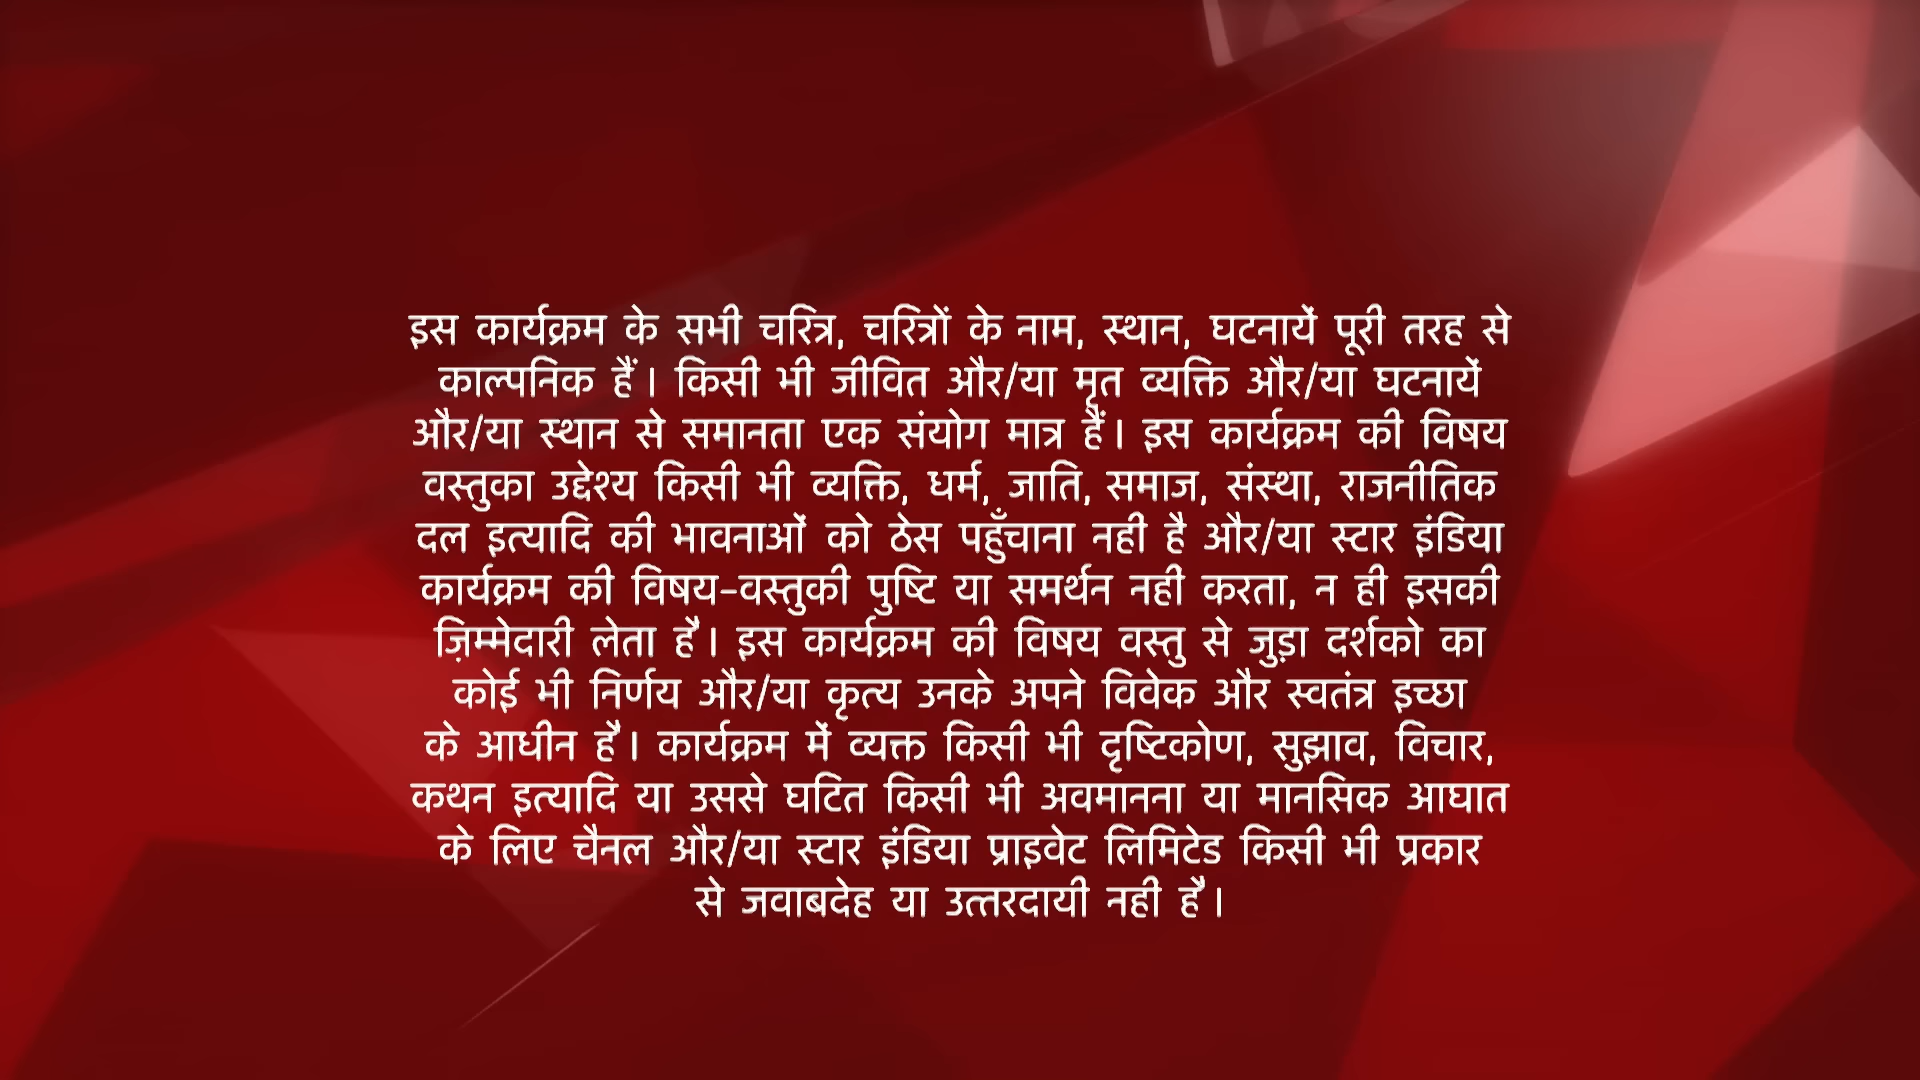 इस कार्यक्रम के सभी चरित्र, चरित्रों के नाम, स्थान, घटनायें पूरी तरह से
काल्पनिक हैं। किसी भी जीवित और/या मृत व्यक्ति और/या घटनायें
और/या स्थान से समानता एक संयोग मात्र हैं। इस कार्यक्रम की विषय
वस्तुका उद्देश्य किसी भी व्यक्ति, धर्म, जाति, समाज, संस्था, राजनीतिक
दल इत्यादि की भावनाओं को ठेस पहुँचाना नही है और/या स्टार इंडिया
कार्यक्रम की विषय-वस्तुकी पुष्टि या समर्थन नहीं करता, न ही इसकी
ज़िम्मेदारी लेता है। इस कार्यक्रम की विषय वस्तु से जुड़ा दर्शको का
कोई भी निर्णय और/या कृत्य उनके अपने विवेक और स्वतंत्र इच्छा
के आधीन है। कार्यक्रम में व्यक्त किसी भी दृष्टिकोण, सुझाव, विचार,
कथन इत्यादि या उससे घटित किसी भी अवमानना या मानसिक आघात
के लिए चैनल और/या स्टार इंडिया प्राइवेट लिमिटेड किसी भी प्रकार
से जवाबदेह या उत्तरदायी नही है।